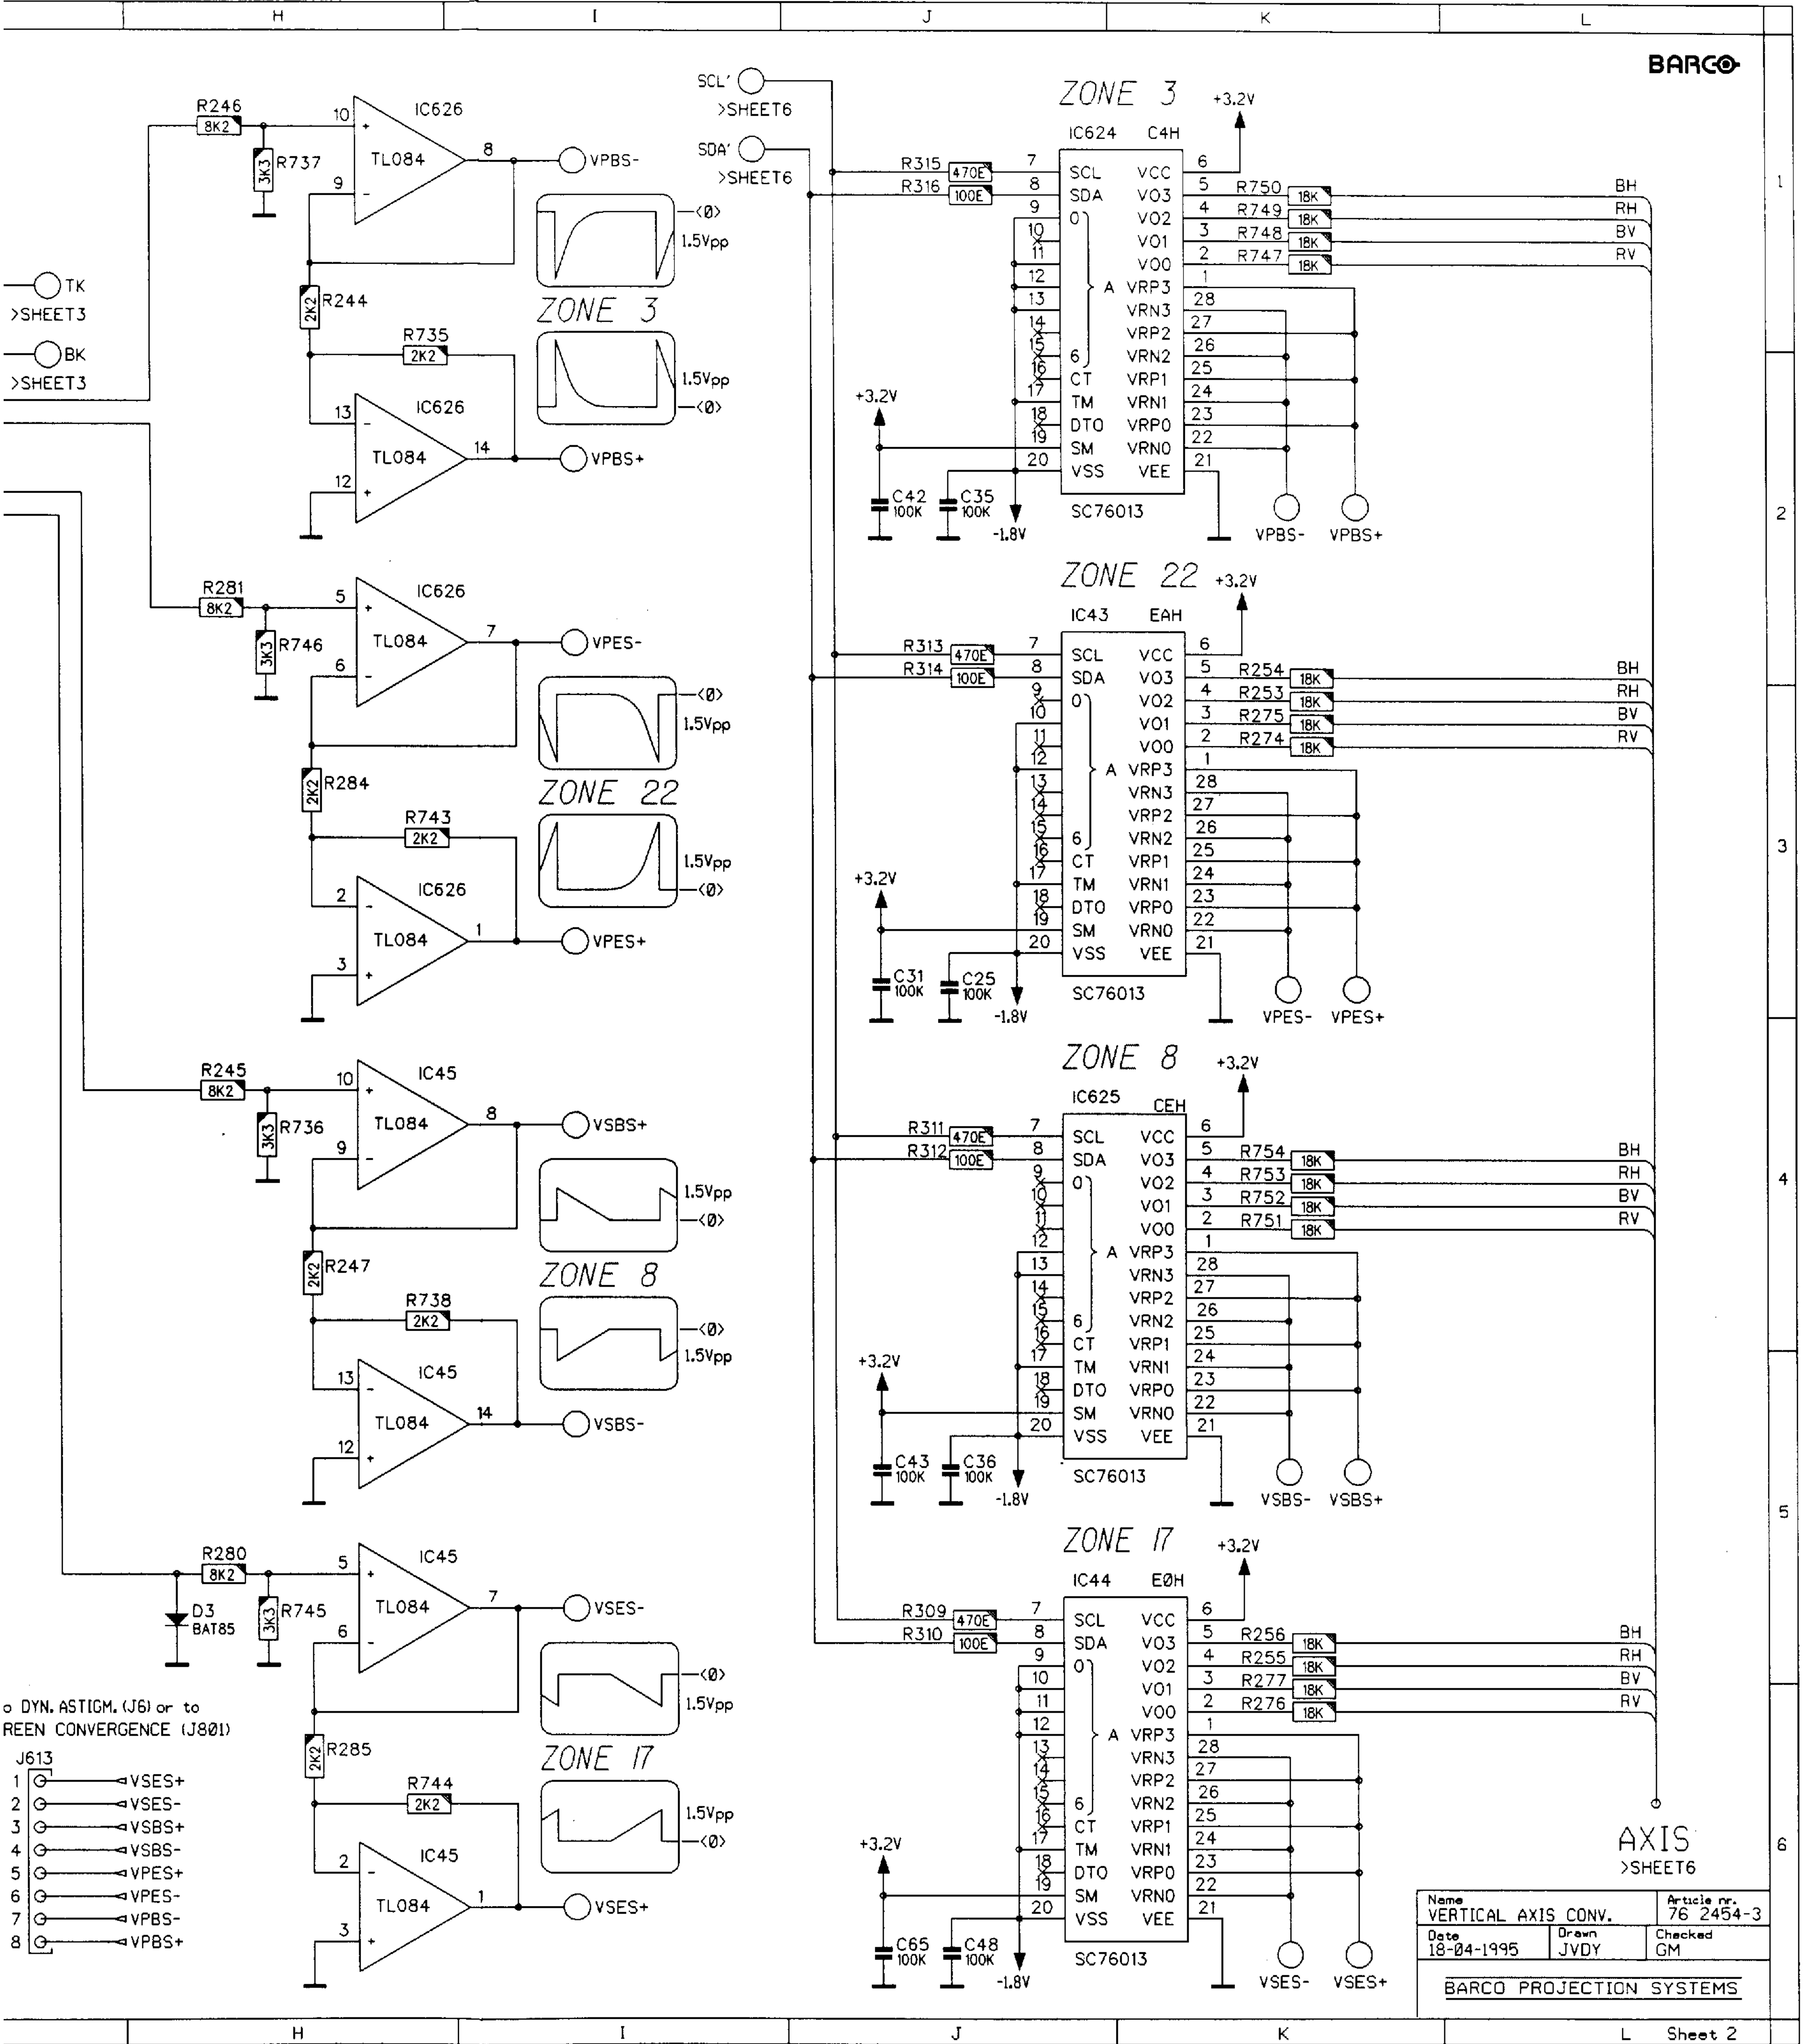 H I J K L
BARCO
R246
8K2
R737
3K3
10
+
IC626
TL084
8
VPBS-
9
-
<0>
1.5Vpp
ZONE 3
TK
>SHEET3
BK
>SHEET3
R244
2K2
R735
2K2
1.5Vpp
<0>
13
-
IC626
TL084
14
VPBS+
12
+
R281
8K2
R746
3K3
5
+
IC626
TL084
7
VPES-
6
-
<0>
1.5Vpp
R284
2K2
ZONE 22
R743
2K2
1.5Vpp
<0>
2
-
IC626
TL084
1
VPES+
3
+
R245
8K2
R736
3K3
10
+
IC45
TL084
8
VSBS+
9
-
1.5Vpp
<0>
R247
2K2
ZONE 8
R738
2K2
<0>
1.5Vpp
13
-
IC45
TL084
14
VSBS-
12
+
R280
8K2
D3
BAT85
R745
3K3
5
+
IC45
TL084
7
VSES-
6
-
<0>
1.5Vpp
o DYN. ASTIGM. (J6) or to
REEN CONVERGENCE (J801)
R285
2K2
ZONE 17
R744
2K2
1.5Vpp
<0>
2
-
IC45
TL084
1
VSES+
3
+
J613
1 VSES+
2 VSES-
3 VSBS+
4 VSBS-
5 VPES+
6 VPES-
7 VPBS-
8 VPBS+
SCL'
>SHEET6
SDA'
>SHEET6
ZONE 3
+3.2V
IC624 C4H
R315 470E 7 SCL VCC 6
R316 100E 8 SDA VO3 5 R750 18K BH
9 0 VO2 4 R749 18K RH
10 VO1 3 R748 18K BV
11 VO0 2 R747 18K RV
12 A VRP3 1
13 VRN3 28
14 VRP2 27
15 6 VRN2 26
16 CT VRP1 25
17 TM VRN1 24
18 DTO VRP0 23
19 SM VRN0 22
20 VSS VEE 21
+3.2V
C42
100K
C35
100K
-1.8V
SC76013
VPBS- VPBS+
ZONE 22
+3.2V
IC43 EAH
R313 470E 7 SCL VCC 6
R314 100E 8 SDA VO3 5 R254 18K BH
9 0 VO2 4 R253 18K RH
10 VO1 3 R275 18K BV
11 VO0 2 R274 18K RV
12 A VRP3 1
13 VRN3 28
14 VRP2 27
15 6 VRN2 26
16 CT VRP1 25
17 TM VRN1 24
18 DTO VRP0 23
19 SM VRN0 22
20 VSS VEE 21
+3.2V
C31
100K
C25
100K
-1.8V
SC76013
VPES- VPES+
ZONE 8
+3.2V
IC625 CEH
R311 470E 7 SCL VCC 6
R312 100E 8 SDA VO3 5 R754 18K BH
9 0 VO2 4 R753 18K RH
10 VO1 3 R752 18K BV
11 VO0 2 R751 18K RV
12 A VRP3 1
13 VRN3 28
14 VRP2 27
15 6 VRN2 26
16 CT VRP1 25
17 TM VRN1 24
18 DTO VRP0 23
19 SM VRN0 22
20 VSS VEE 21
+3.2V
C43
100K
C36
100K
-1.8V
SC76013
VSBS- VSBS+
ZONE 17
+3.2V
IC44 E0H
R309 470E 7 SCL VCC 6
R310 100E 8 SDA VO3 5 R256 18K BH
9 0 VO2 4 R255 18K RH
10 VO1 3 R277 18K BV
11 VO0 2 R276 18K RV
12 A VRP3 1
13 VRN3 28
14 VRP2 27
15 6 VRN2 26
16 CT VRP1 25
17 TM VRN1 24
18 DTO VRP0 23
19 SM VRN0 22
20 VSS VEE 21
+3.2V
C65
100K
C48
100K
-1.8V
SC76013
VSES- VSES+
AXIS
>SHEET6
1
2
3
4
5
6
Name
VERTICAL AXIS CONV.
Article nr.
76 2454-3
Date
18-04-1995
Drawn
JVDY
Checked
GM
BARCO PROJECTION SYSTEMS
H I J K L Sheet 2